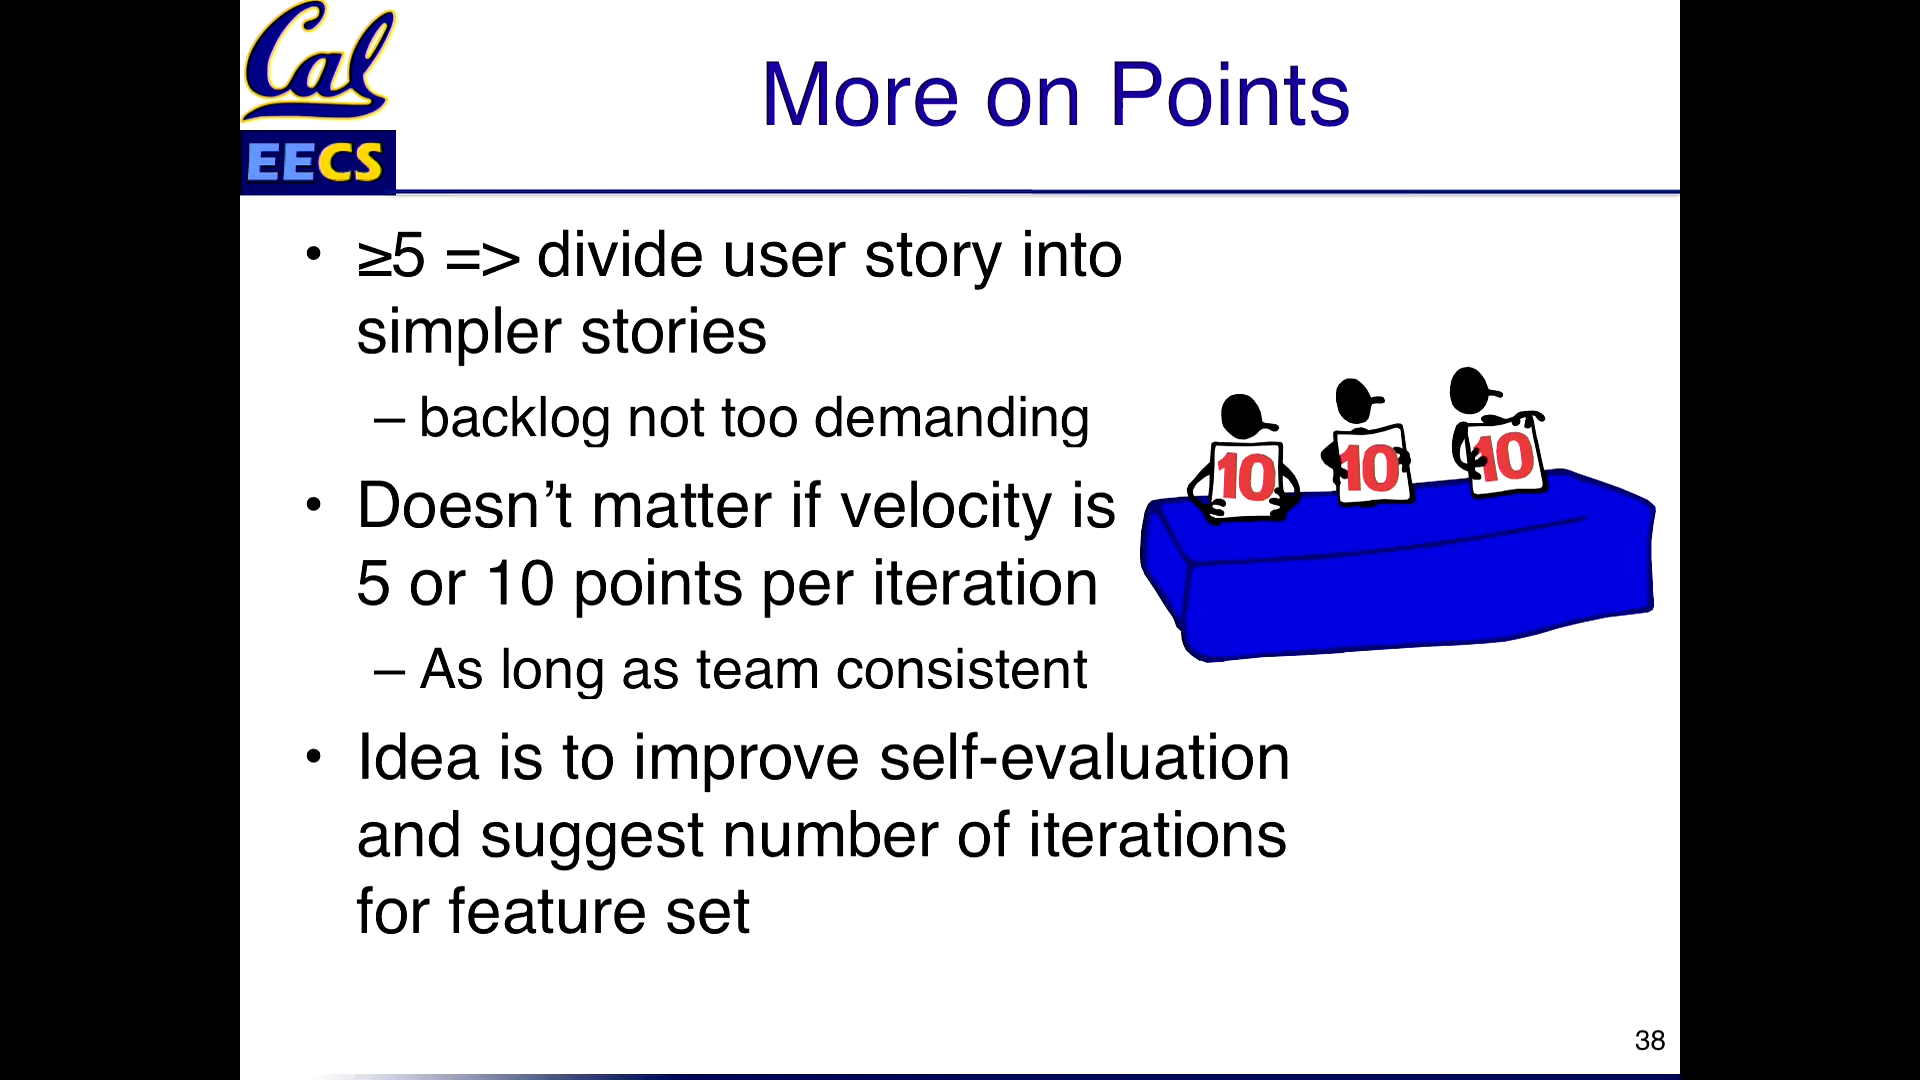 Cal
EECS
More on Points
• ≥5 => divide user story into
simpler stories
– backlog not too demanding
• Doesn’t matter if velocity is
5 or 10 points per iteration
– As long as team consistent
• Idea is to improve self-evaluation
and suggest number of iterations
for feature set
10
10
10
38